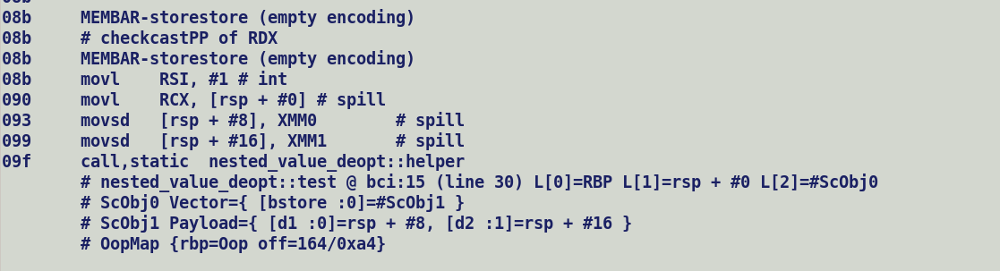 08b     MEMBAR-storestore (empty encoding)
08b     # checkcastPP of RDX
08b     MEMBAR-storestore (empty encoding)
08b     movl    RSI, #1 # int
090     movl    RCX, [rsp + #0] # spill
093     movsd   [rsp + #8], XMM0        # spill
099     movsd   [rsp + #16], XMM1       # spill
09f     call,static  nested_value_deopt::helper
        # nested_value_deopt::test @ bci:15 (line 30) L[0]=RBP L[1]=rsp + #0 L[2]=#ScObj0
        # ScObj0 Vector={ [bstore :0]=#ScObj1 }
        # ScObj1 Payload={ [d1 :0]=rsp + #8, [d2 :1]=rsp + #16 }
        # OopMap {rbp=Oop off=164/0xa4}